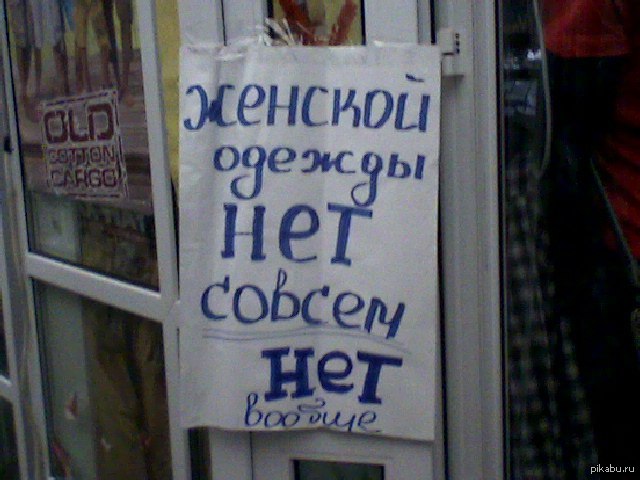 женской
одежды
нет
совсем
нет
вообще
OLD
COTTON
CARGO
pikabu.ru